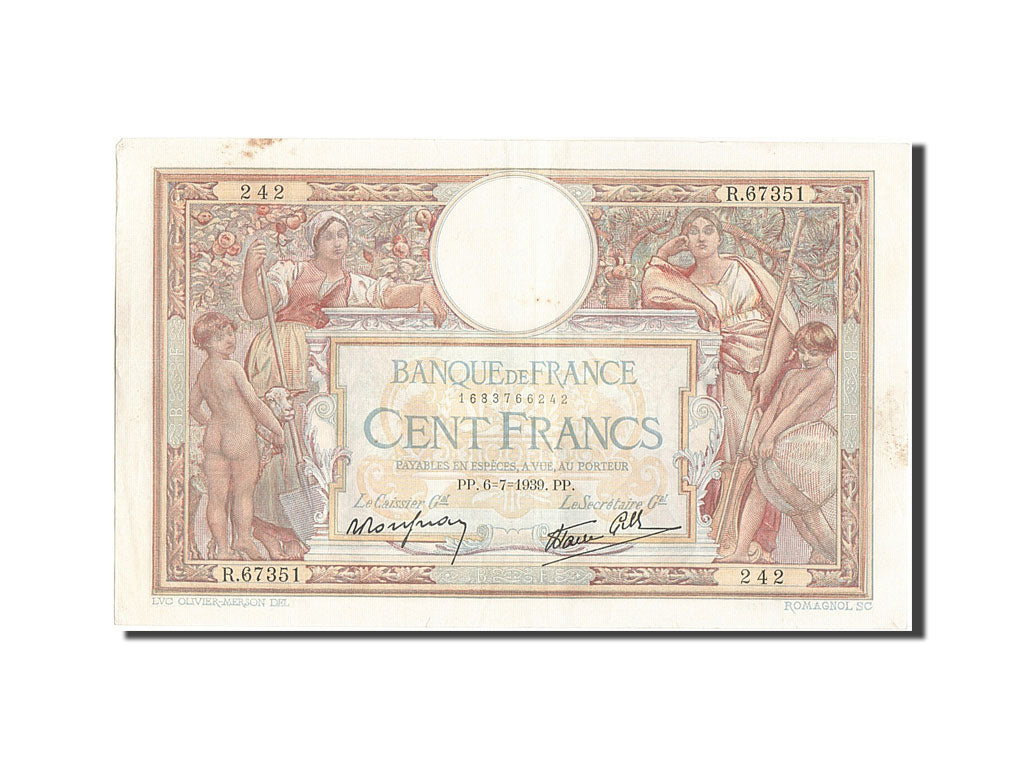 242
R.67351
BANQUE DE FRANCE
1683766242
CENT FRANCS
PAYABLES EN ESPÈCES, A VUE, AU PORTEUR
PP. 6=7=1939. PP.
Le Caissier Gal
Le Secrétaire Gal
R.67351
242
LVC OLIVIER-MERSON DEL
ROMAGNOL SC